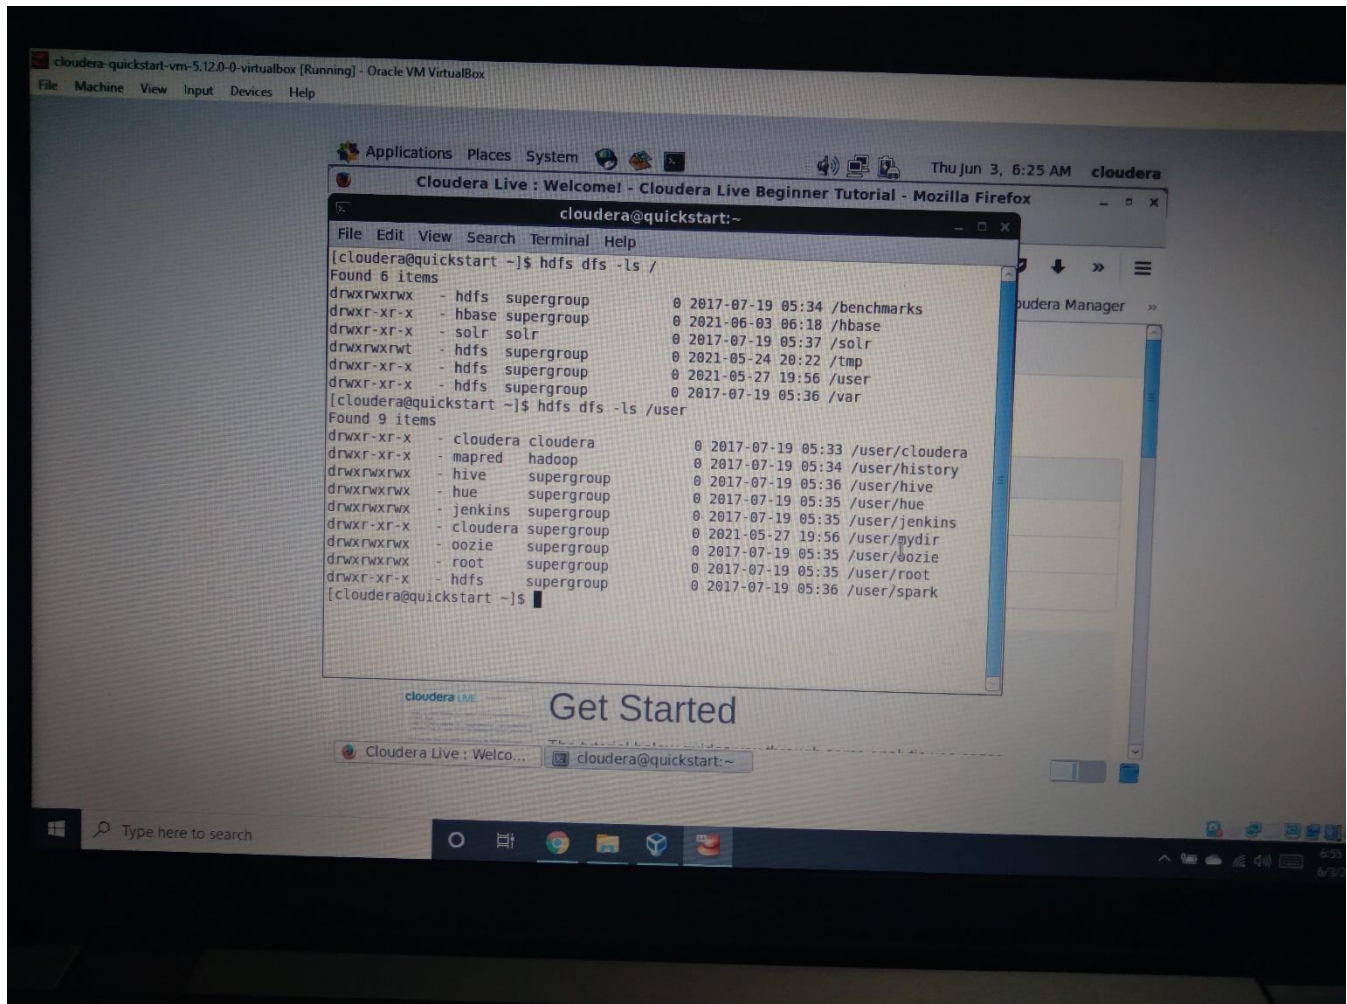 cloudera-quickstart-vm-5.12.0-0-virtualbox [Running] - Oracle VM VirtualBox
File Machine View Input Devices Help
Applications Places System Thu Jun 3, 6:25 AM cloudera
Cloudera Live : Welcome! - Cloudera Live Beginner Tutorial - Mozilla Firefox
cloudera@quickstart:~
File Edit View Search Terminal Help
[cloudera@quickstart ~]$ hdfs dfs -ls /
Found 6 items
drwxrwxrwx - hdfs supergroup 0 2017-07-19 05:34 /benchmarks
drwxr-xr-x - hbase supergroup 0 2021-06-03 06:18 /hbase
drwxr-xr-x - solr solr 0 2017-07-19 05:37 /solr
drwxrwxrwt - hdfs supergroup 0 2021-05-24 20:22 /tmp
drwxr-xr-x - hdfs supergroup 0 2021-05-27 19:56 /user
drwxr-xr-x - hdfs supergroup 0 2017-07-19 05:36 /var
[cloudera@quickstart ~]$ hdfs dfs -ls /user
Found 9 items
drwxr-xr-x - cloudera cloudera 0 2017-07-19 05:33 /user/cloudera
drwxr-xr-x - mapred hadoop 0 2017-07-19 05:34 /user/history
drwxrwxrwx - hive supergroup 0 2017-07-19 05:36 /user/hive
drwxrwxrwx - hue supergroup 0 2017-07-19 05:35 /user/hue
drwxrwxrwx - jenkins supergroup 0 2017-07-19 05:35 /user/jenkins
drwxr-xr-x - cloudera supergroup 0 2021-05-27 19:56 /user/mydir
drwxrwxrwx - oozie supergroup 0 2017-07-19 05:35 /user/oozie
drwxrwxrwx - root supergroup 0 2017-07-19 05:35 /user/root
drwxr-xr-x - hdfs supergroup 0 2017-07-19 05:36 /user/spark
[cloudera@quickstart ~]$
oudera Manager »
cloudera LIVE
Get Started
Cloudera Live : Welco...
cloudera@quickstart:~
Type here to search
6:55